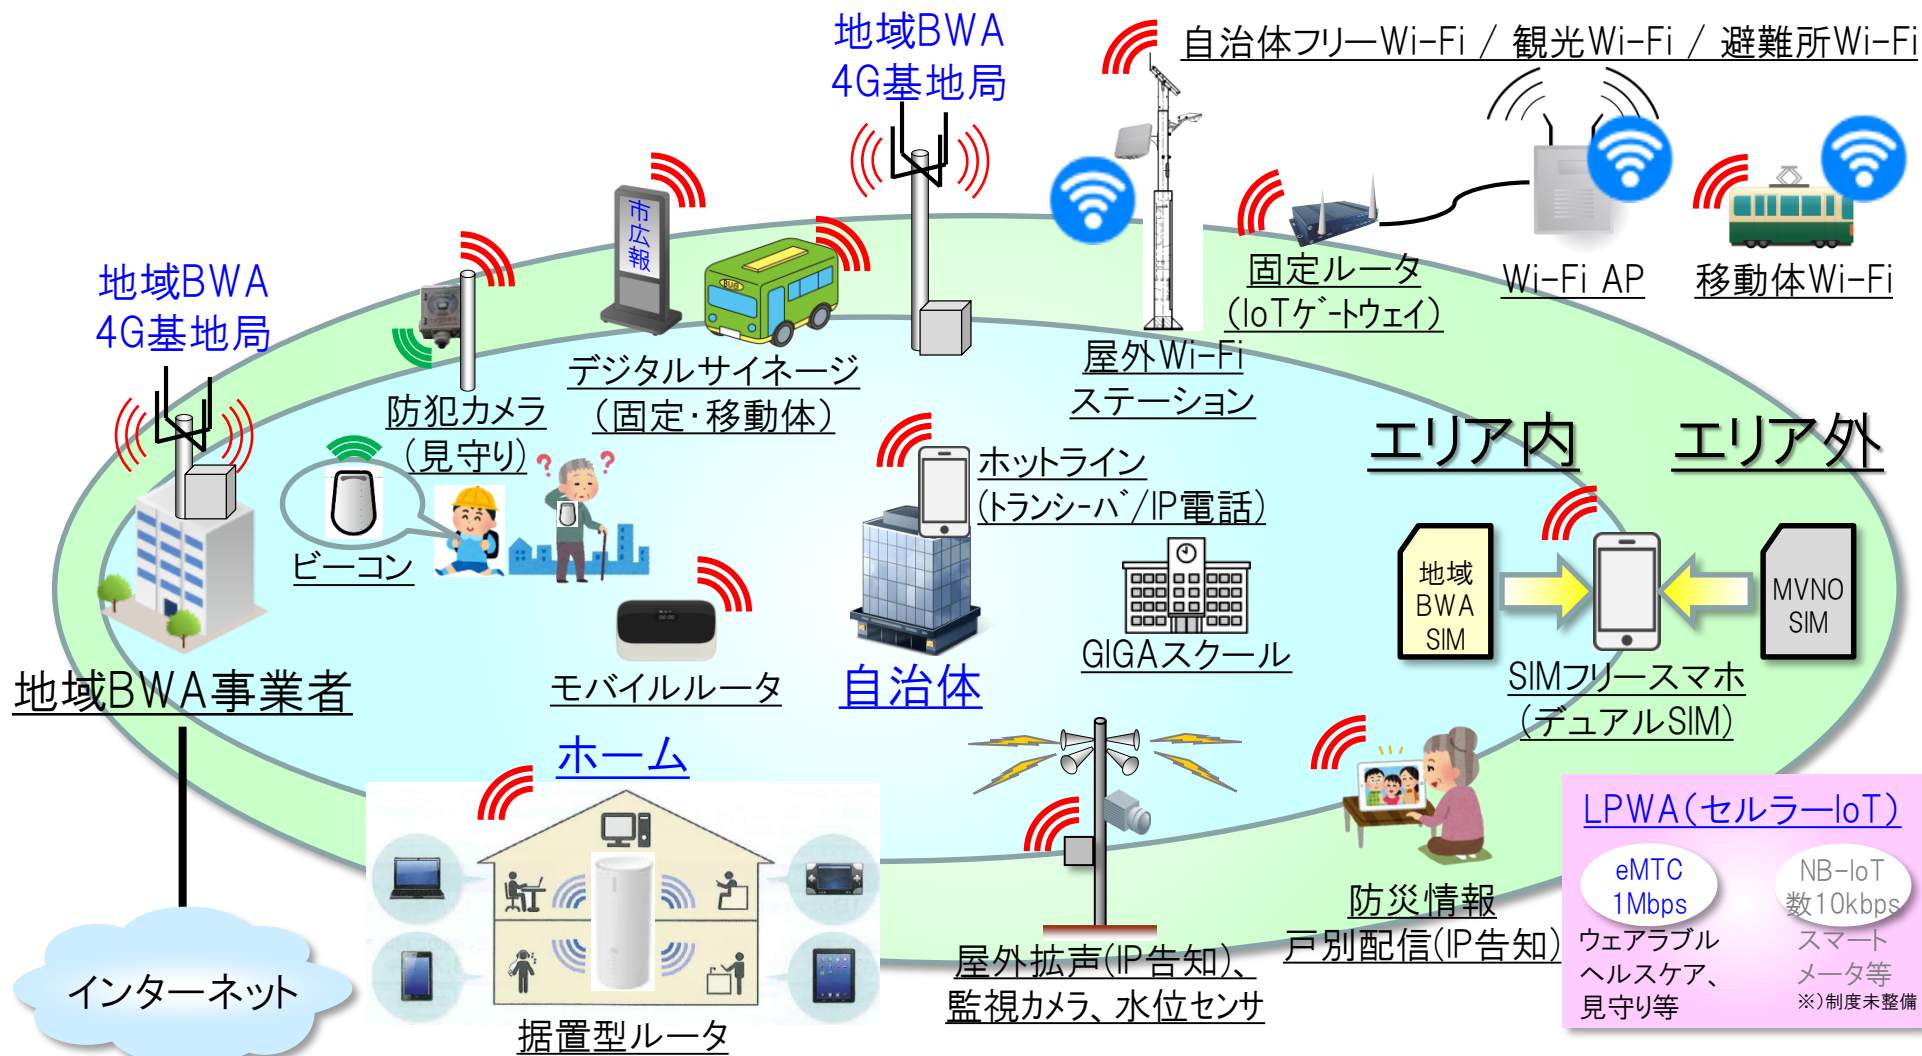 地域BWA
4G基地局
自治体フリーWi-Fi / 観光Wi-Fi / 避難所Wi-Fi
市広報
BUS
地域BWA
4G基地局
固定ルータ
(IoTゲートウェイ)
Wi-Fi AP
移動体Wi-Fi
デジタルサイネージ
(固定・移動体)
屋外Wi-Fi
ステーション
防犯カメラ
(見守り)
エリア内
エリア外
ホットライン
(トランシーバ/IP電話)
ビーコン
地域
BWA
SIM
MVNO
SIM
GIGAスクール
地域BWA事業者
モバイルルータ
自治体
SIMフリースマホ
(デュアルSIM)
ホーム
LPWA(セルラーIoT)
eMTC
1Mbps
ウェアラブル
ヘルスケア、
見守り等
NB-IoT
数10kbps
スマート
メータ等
※)制度未整備
防災情報
戸別配信(IP告知)
屋外拡声(IP告知)、
監視カメラ、水位センサ
インターネット
据置型ルータ